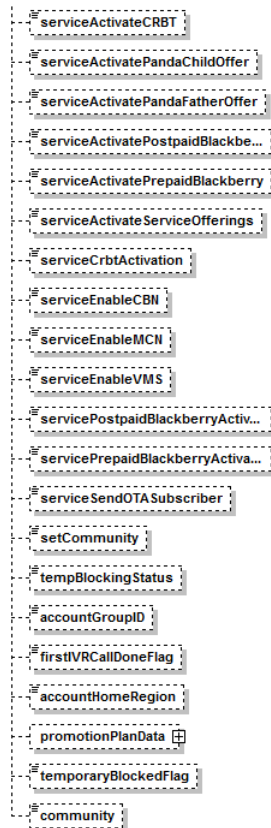 serviceActivateCRBT
serviceActivatePandaChildOffer
serviceActivatePandaFatherOffer
serviceActivatePostpaidBlackbe...
serviceActivatePrepaidBlackberry
serviceActivateServiceOfferings
serviceCrbtActivation
serviceEnableCBN
serviceEnableMCN
serviceEnableVMS
servicePostpaidBlackberryActiv...
servicePrepaidBlackberryActiva...
serviceSendOTASubscriber
setCommunity
tempBlockingStatus
accountGroupID
firstIVRCallDoneFlag
accountHomeRegion
promotionPlanData
temporaryBlockedFlag
community